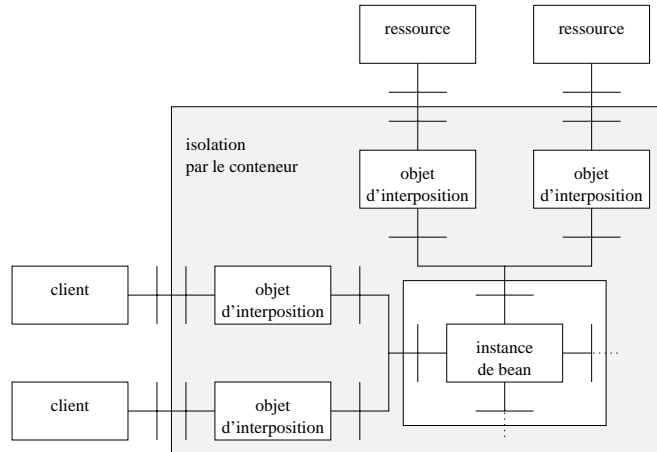 ressource
ressource
isolation
par le conteneur
objet
d'interposition
objet
d'interposition
client
objet
d'interposition
instance
de bean
client
objet
d'interposition